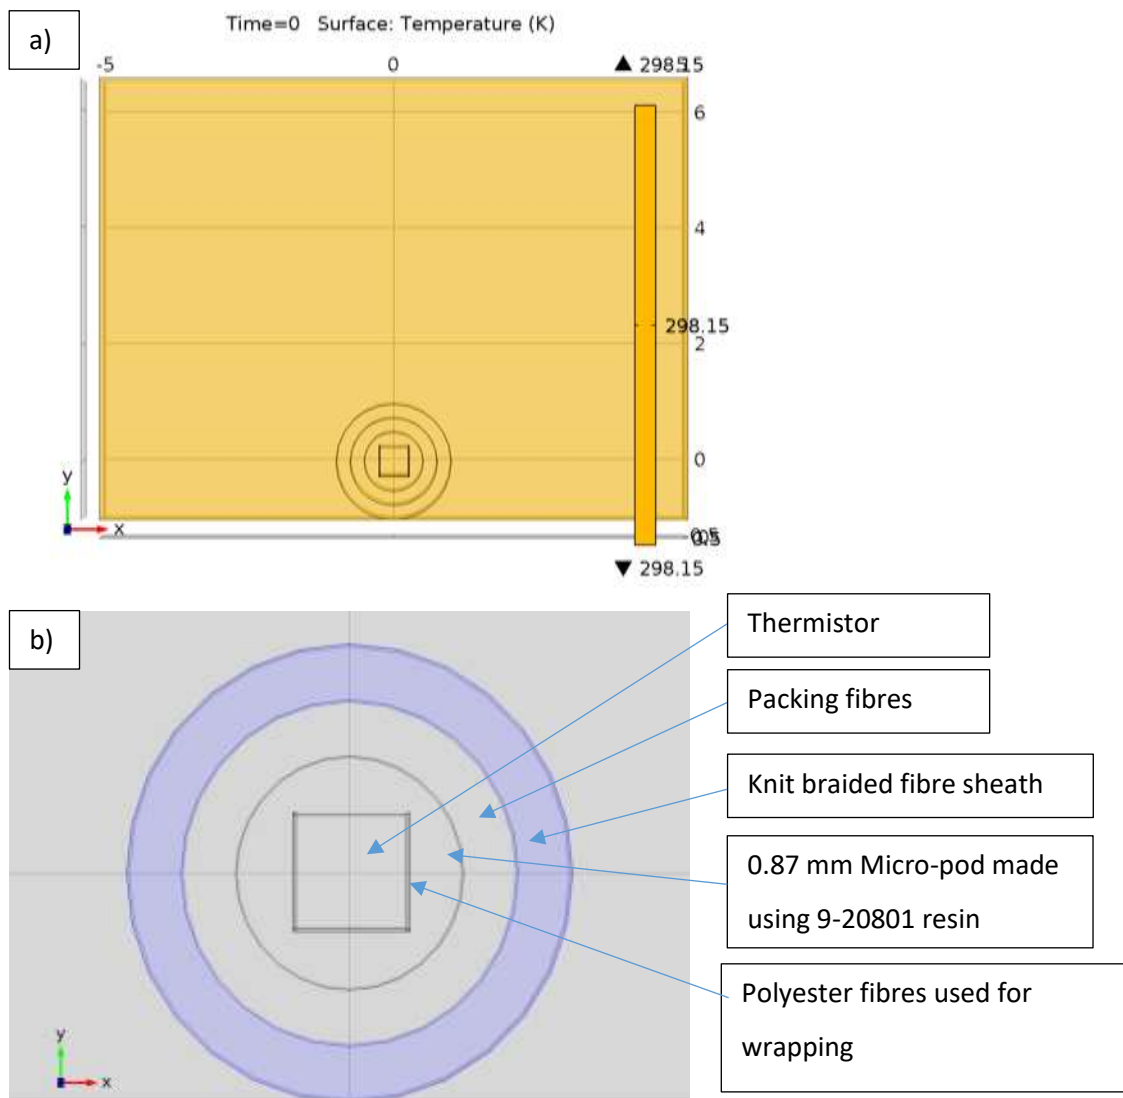 a)
Time=0 Surface: Temperature (K)
-5
0
▲ 298.15
6
4
298.15
2
0
y
x
▼ 298.15
b)
Thermistor
Packing fibres
Knit braided fibre sheath
0.87 mm Micro-pod made
using 9-20801 resin
Polyester fibres used for
wrapping
y
x